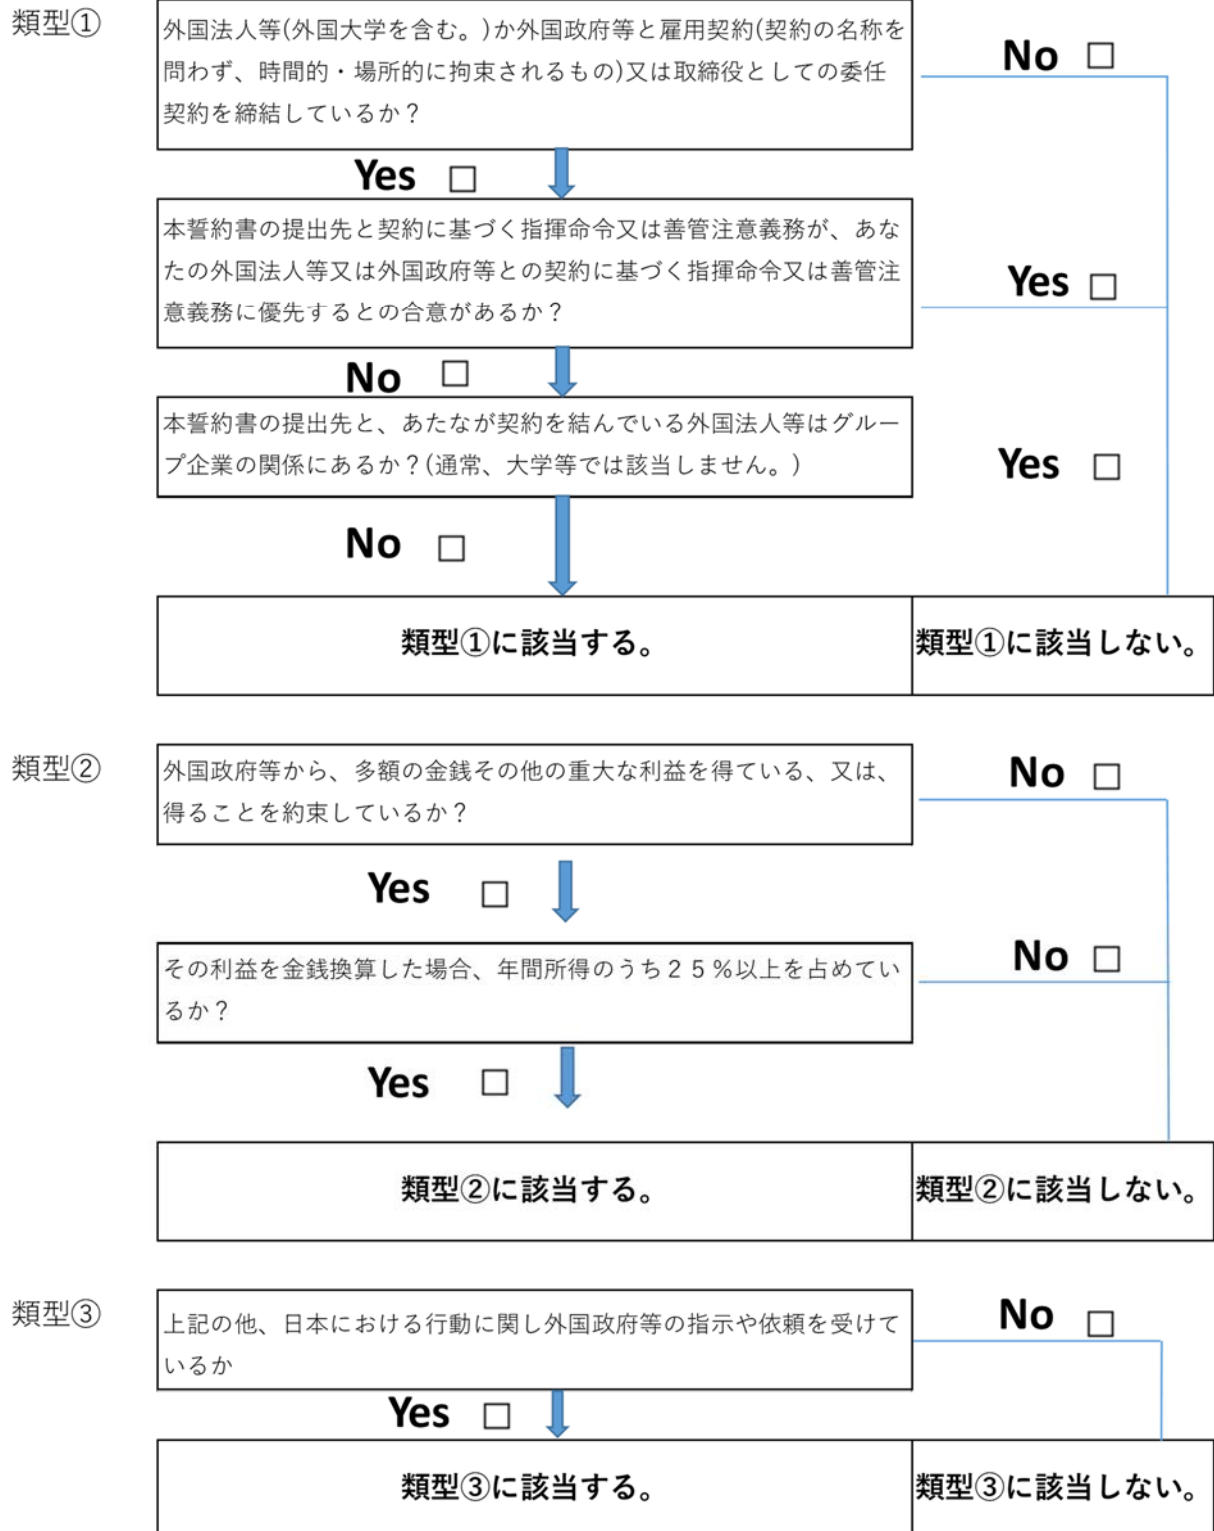 類型①
外国法人等(外国大学を含む。)か外国政府等と雇用契約(契約の名称を
問わず、時間的・場所的に拘束されるもの)又は取締役としての委任
契約を締結しているか？
No □
Yes □
本誓約書の提出先と契約に基づく指揮命令又は善管注意義務が、あな
たの外国法人等又は外国政府等との契約に基づく指揮命令又は善管注
意義務に優先するとの合意があるか？
Yes □
No □
本誓約書の提出先と、あたなが契約を結んでいる外国法人等はグルー
プ企業の関係にあるか？(通常、大学等では該当しません。)
Yes □
No □
類型①に該当する。
類型①に該当しない。
類型②
外国政府等から、多額の金銭その他の重大な利益を得ている、又は、
得ることを約束しているか？
No □
Yes □
その利益を金銭換算した場合、年間所得のうち２５％以上を占めてい
るか？
No □
Yes □
類型②に該当する。
類型②に該当しない。
類型③
上記の他、日本における行動に関し外国政府等の指示や依頼を受けて
いるか
No □
Yes □
類型③に該当する。
類型③に該当しない。